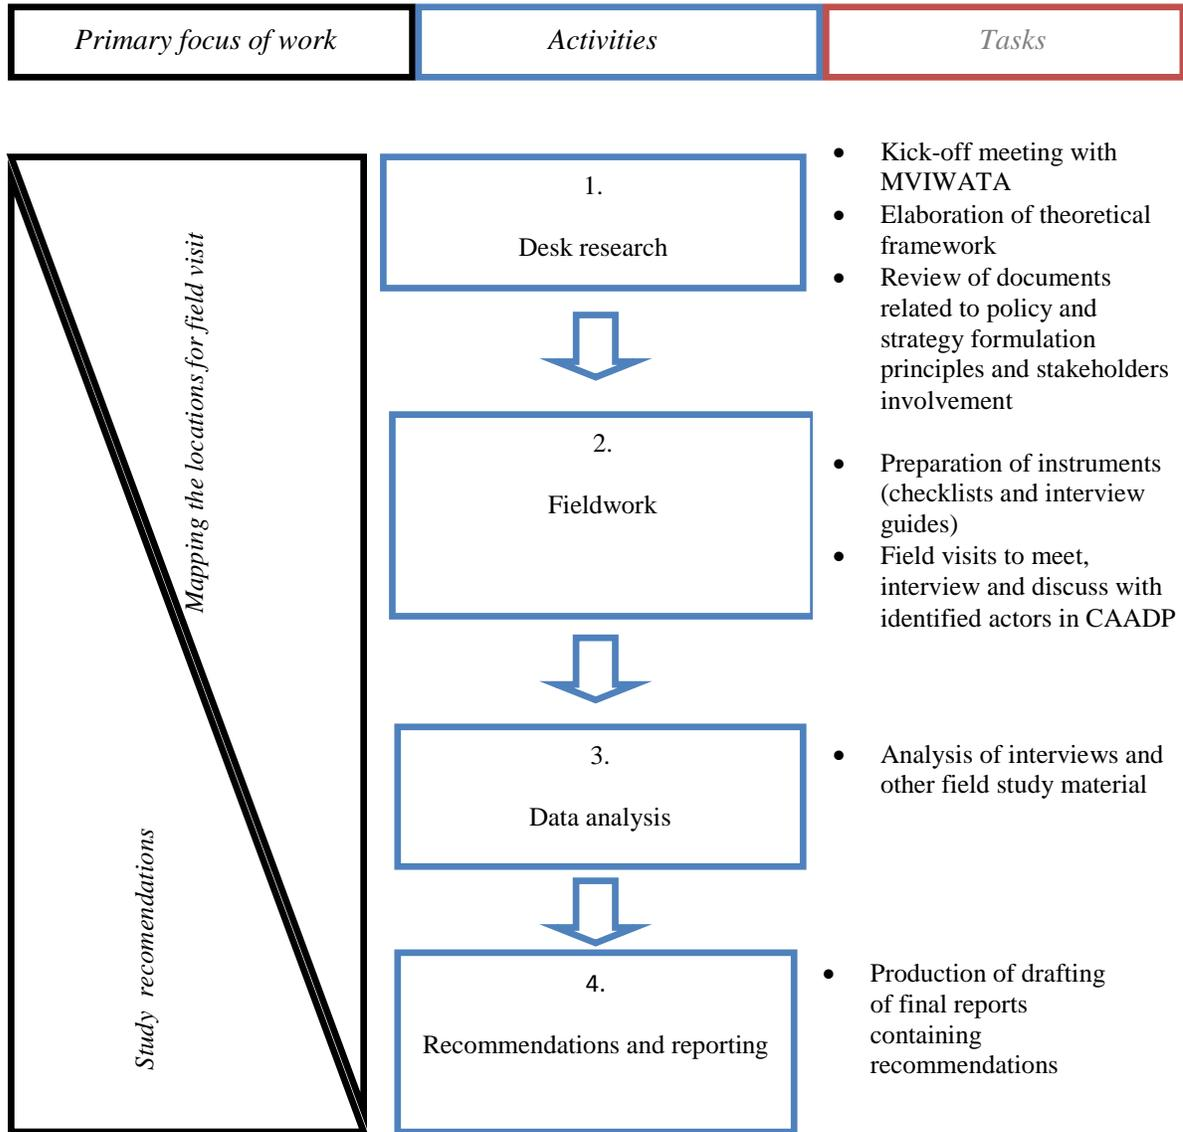 Primary focus of work
Activities
Tasks
Mapping the locations for field visit
Study recomendations
1.
Desk research
• Kick-off meeting with
MVIWATA
• Elaboration of theoretical
framework
• Review of documents
related to policy and
strategy formulation
principles and stakeholders
involvement
2.
Fieldwork
• Preparation of instruments
(checklists and interview
guides)
• Field visits to meet,
interview and discuss with
identified actors in CAADP
3.
Data analysis
• Analysis of interviews and
other field study material
4.
Recommendations and reporting
• Production of drafting
of final reports
containing
recommendations